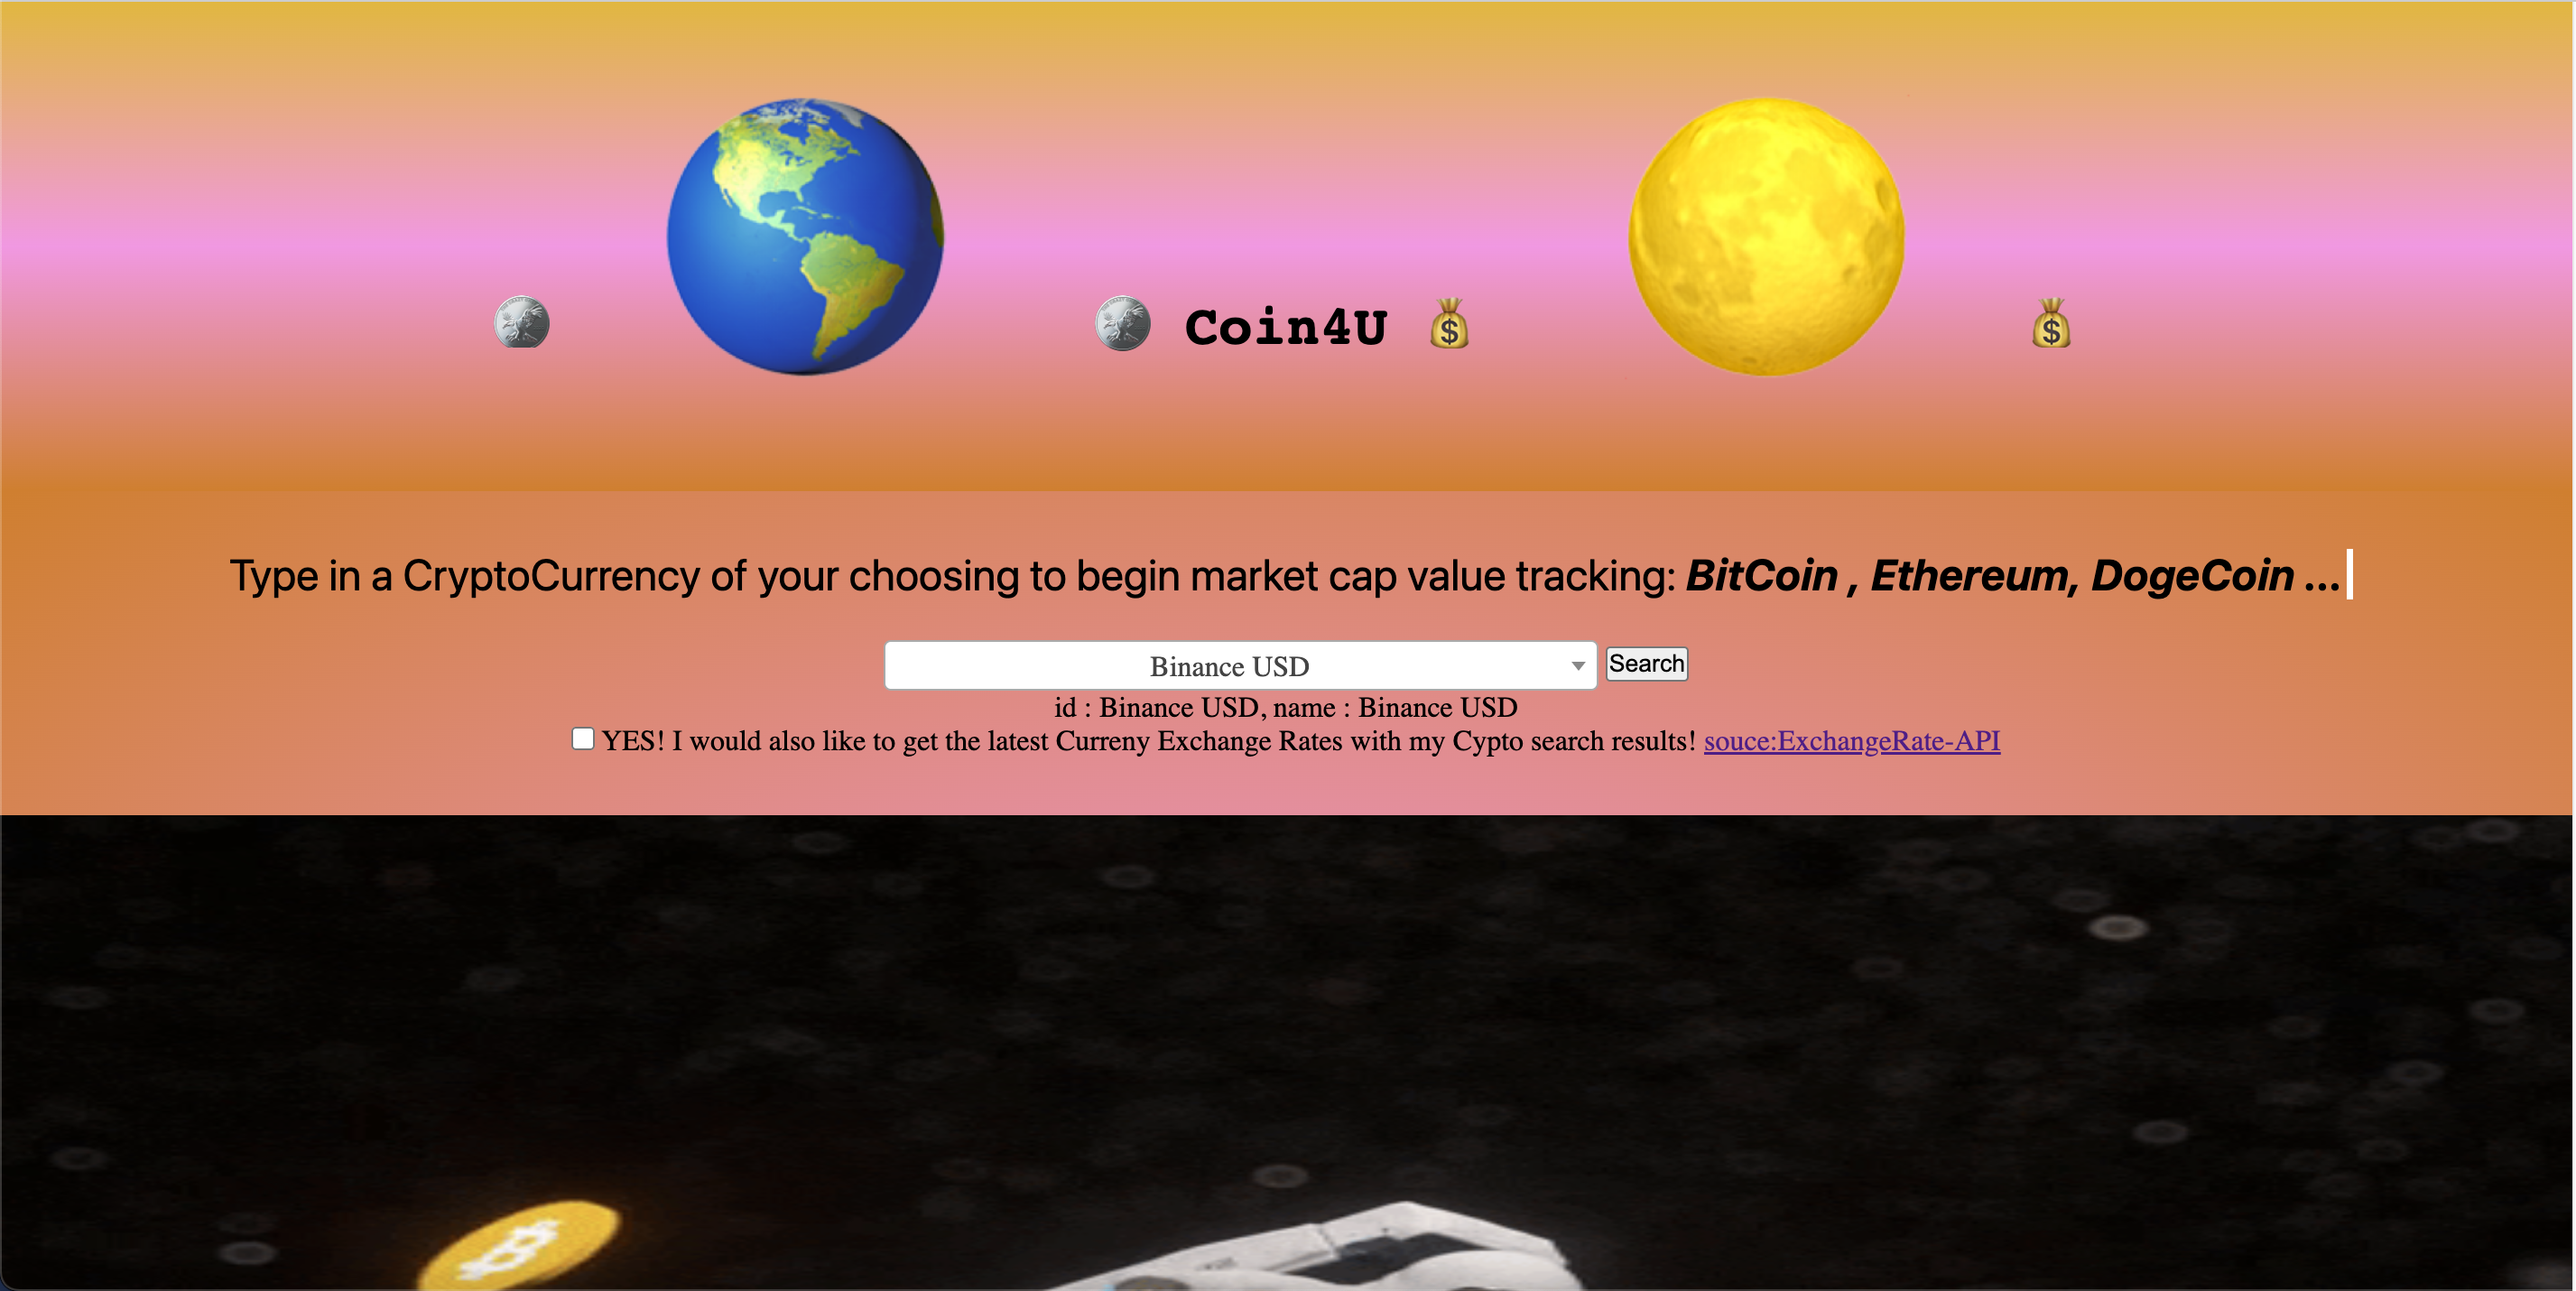 Coin4U
Type in a CryptoCurrency of your choosing to begin market cap value tracking: BitCoin , Ethereum, DogeCoin ...
Binance USD
Search
id : Binance USD, name : Binance USD
YES! I would also like to get the latest Curreny Exchange Rates with my Cypto search results! souce:ExchangeRate-API